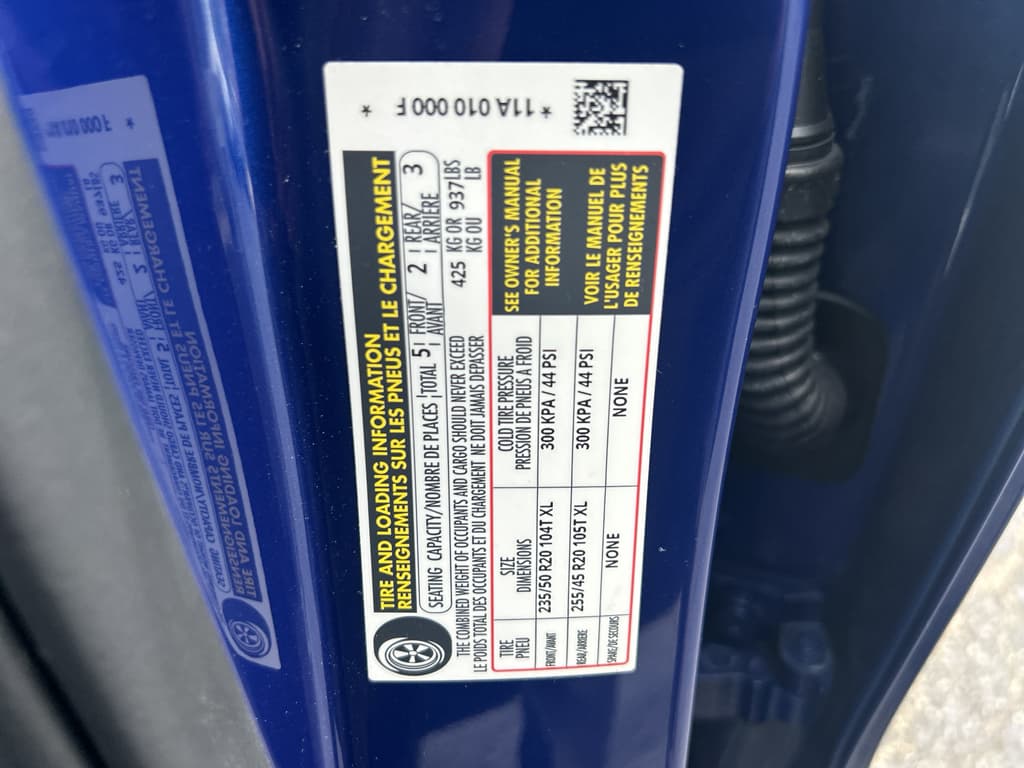 TIRE AND LOADING INFORMATION
RENSEIGNEMENTS SUR LES PNEUS ET LE CHARGEMENT
SEATING CAPACITY/NOMBRE DE PLACES TOTAL 5 FRONT/AVANT 2 REAR/ARRIÈRE 3
THE COMBINED WEIGHT OF OCCUPANTS AND CARGO SHOULD NEVER EXCEED 425 KG OR 937 LBS
LE POIDS TOTAL DES OCCUPANTS ET DU CHARGEMENT NE DOIT JAMAIS DEPASSER KG OU LB
TIRE PNEU SIZE DIMENSIONS COLD TIRE PRESSURE PRESSION DE PNEUS A FROID
FRONT/AVANT 235/50 R20 104T XL 300 KPA / 44 PSI
REAR/ARRIERE 255/45 R20 105T XL 300 KPA / 44 PSI
SPARE/DE SECOURS NONE NONE
SEE OWNER'S MANUAL
FOR ADDITIONAL
INFORMATION
VOIR LE MANUEL DE
L'USAGER POUR PLUS
DE RENSEIGNEMENTS
* 11A 010 000 F *